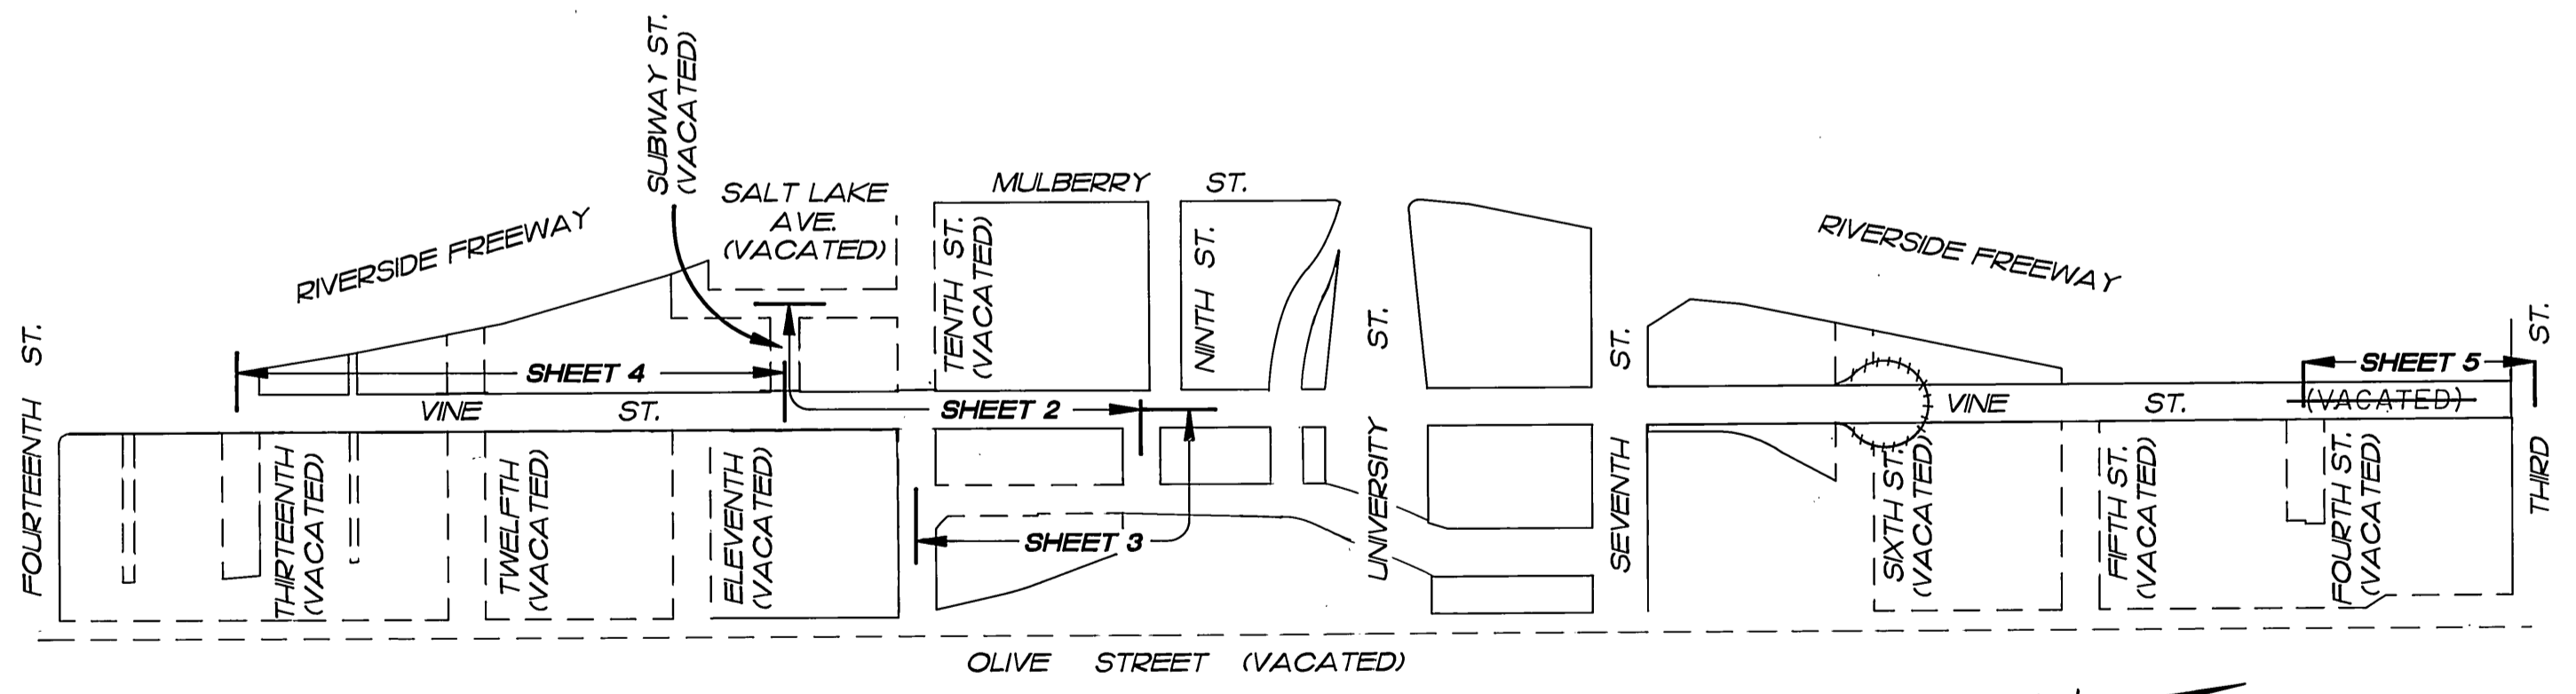 SUBWAY ST.
(VACATED)
SALT LAKE
AVE.
(VACATED)
MULBERRY ST.
RIVERSIDE FREEWAY
RIVERSIDE FREEWAY
FOURTEENTH ST.
TENTH ST.
(VACATED)
NINTH ST.
UNIVERSITY ST.
SEVENTH ST.
THIRD ST.
SHEET 4
SHEET 5
VINE ST.
SHEET 2
VINE ST.
(VACATED)
THIRTEENTH
(VACATED)
TWELFTH
(VACATED)
ELEVENTH
(VACATED)
SHEET 3
SIXTH ST.
(VACATED)
FIFTH ST.
(VACATED)
FOURTH ST.
(VACATED)
OLIVE STREET (VACATED)